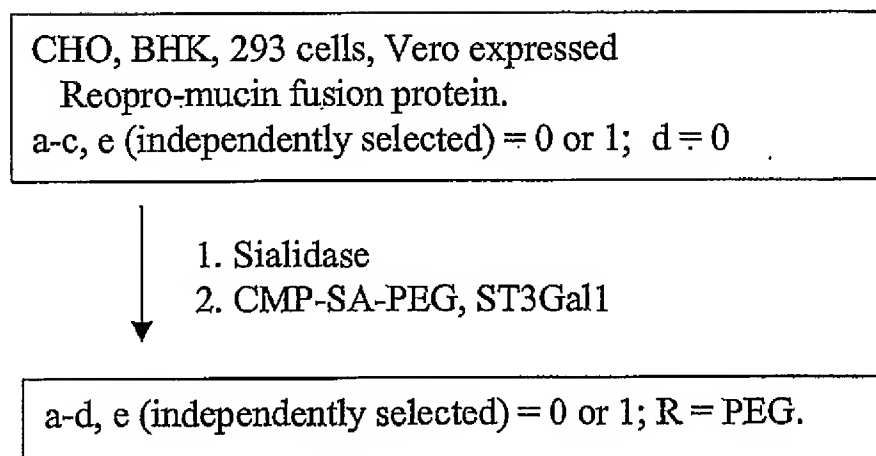 CHO, BHK, 293 cells, Vero expressed
Reopro-mucin fusion protein.
a-c, e (independently selected) = 0 or 1; d = 0
1. Sialidase
2. CMP-SA-PEG, ST3Gal1
a-d, e (independently selected) = 0 or 1; R = PEG.